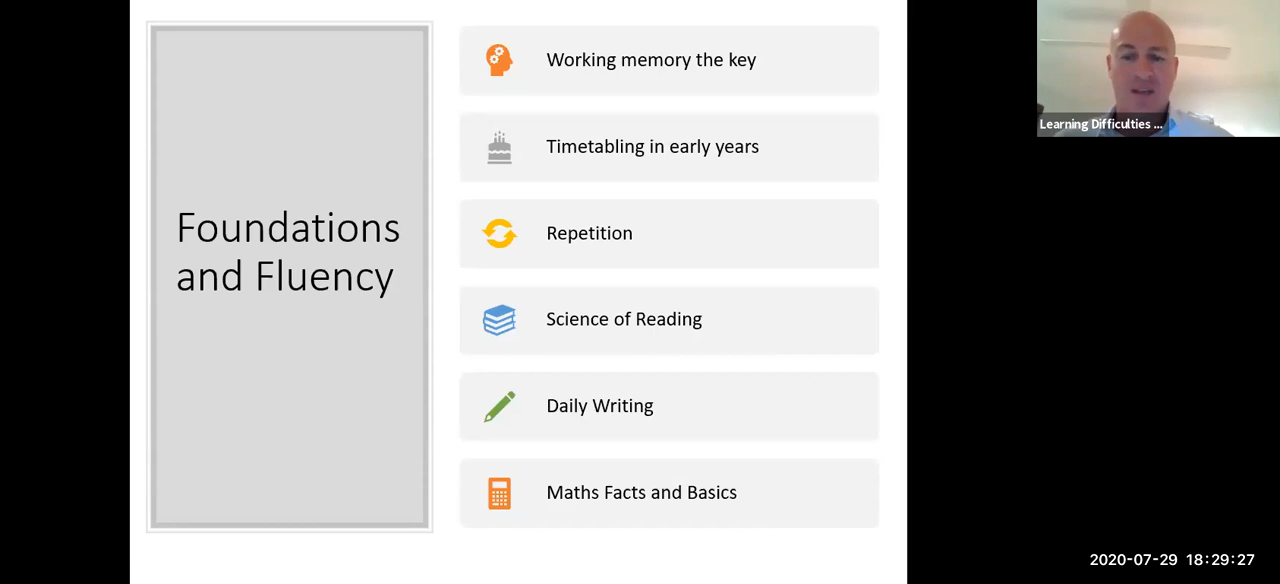 Foundations
and Fluency
Working memory the key
Timetabling in early years
Repetition
Science of Reading
Daily Writing
Maths Facts and Basics
Learning Difficulties ...
2020-07-29 18:29:27